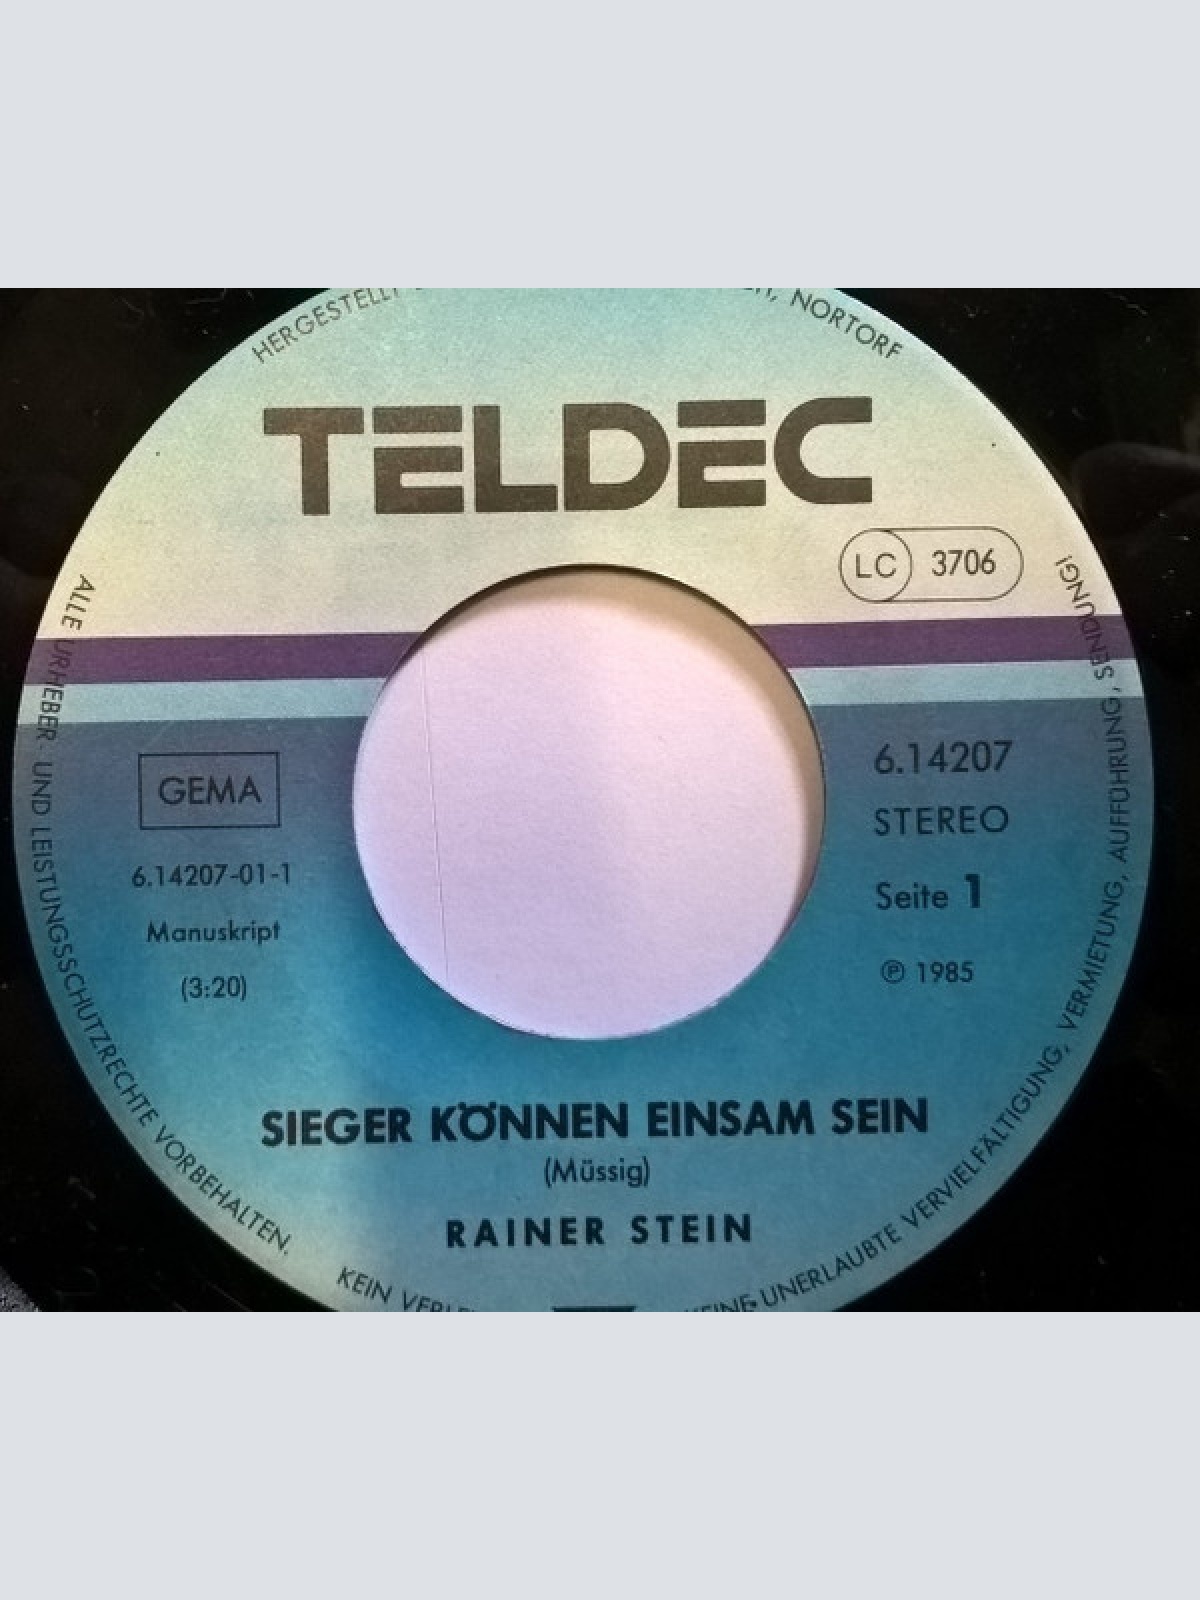 HERGESTELLT
NORTORF
TELDEC
LC 3706
GEMA
6.14207-01-1
Manuskript
(3:20)
6.14207
STEREO
Seite 1
℗ 1985
SIEGER KÖNNEN EINSAM SEIN
(Müssig)
RAINER STEIN
ALLE URHEBER- UND LEISTUNGSSCHUTZRECHTE VORBEHALTEN.
KEIN
KEINE UNERLAUBTE VERVIELFÄLTIGUNG, VERMIETUNG, AUFFÜHRUNG, SENDUNG!